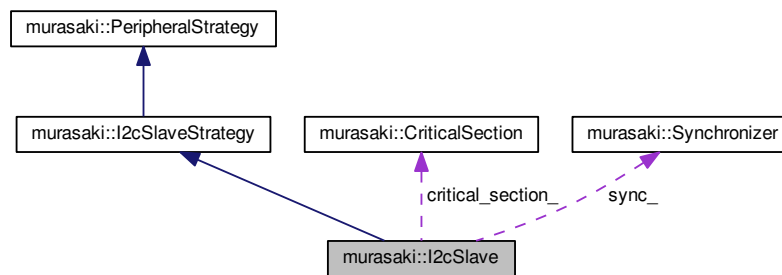 murasaki::PeripheralStrategy
murasaki::I2cSlaveStrategy
murasaki::CriticalSection
murasaki::Synchronizer
critical_section_
sync_
murasaki::I2cSlave